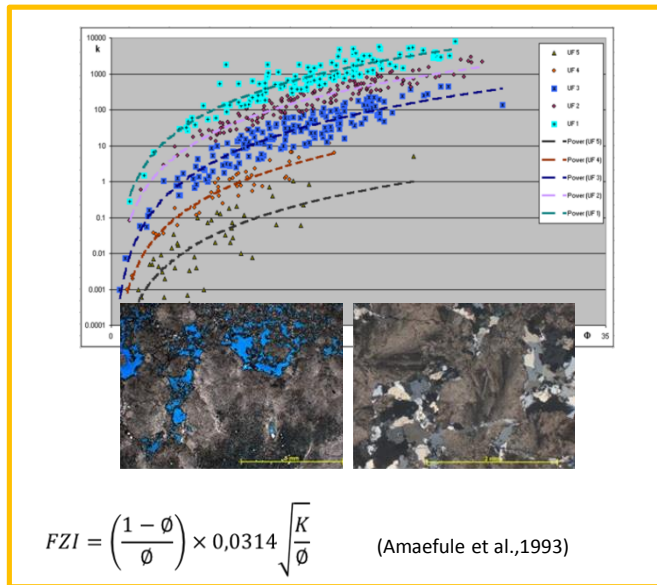 10000
k
1000
100
10
1
0.1
0.01
0.001
0.0001
UF 5
UF 4
UF 3
UF 2
UF 1
Power (UF 5)
Power (UF 4)
Power (UF 3)
Power (UF 2)
Power (UF 1)
0
Φ
35
FZI = ((1 − ∅)/∅) × 0,0314 √(K/∅)
(Amaefule et al.,1993)